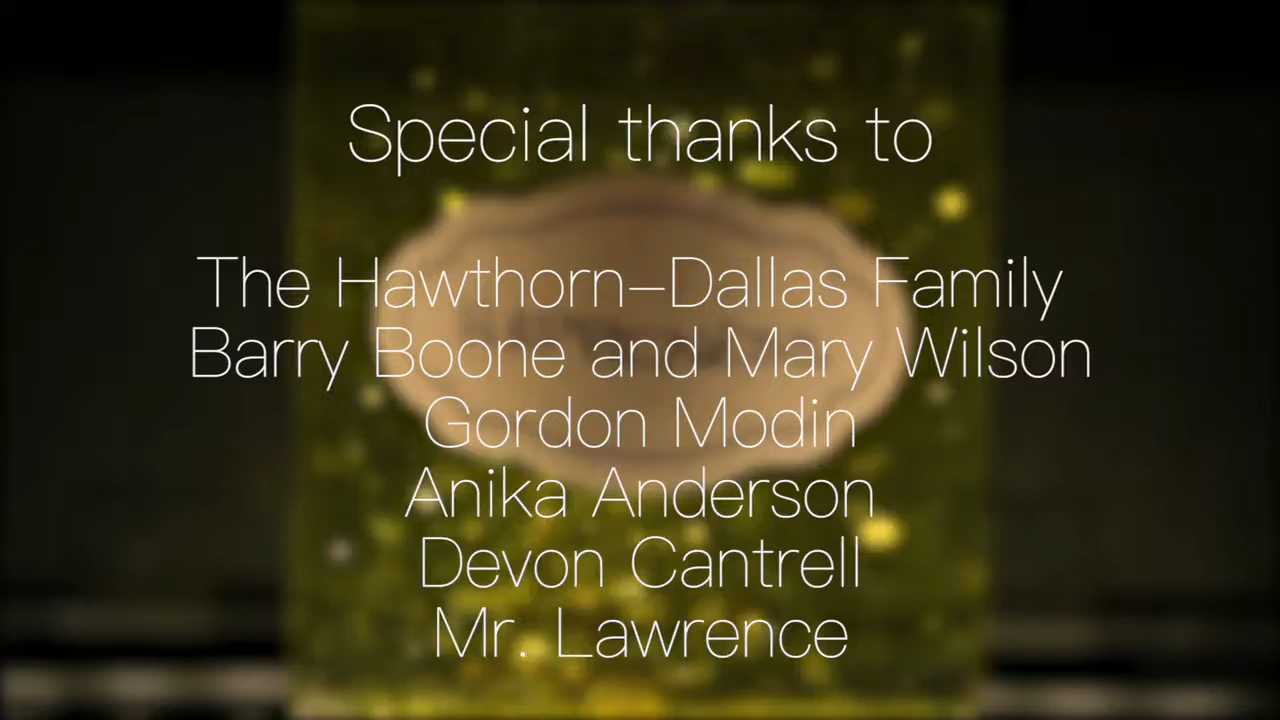 Special thanks to
The Hawthorn-Dallas Family
Barry Boone and Mary Wilson
Gordon Modin
Anika Anderson
Devon Cantrell
Mr. Lawrence